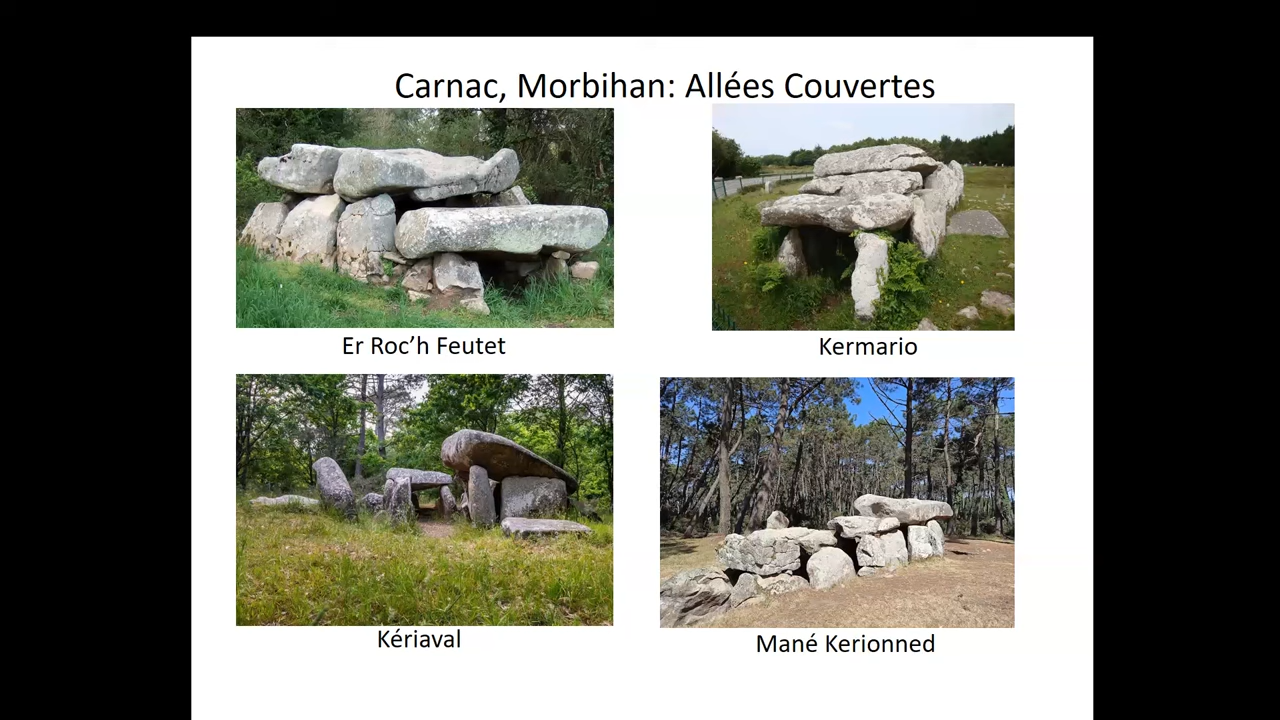 Carnac, Morbihan: Allées Couvertes
Er Roc’h Feutet
Kermario
Kériaval
Mané Kerionned